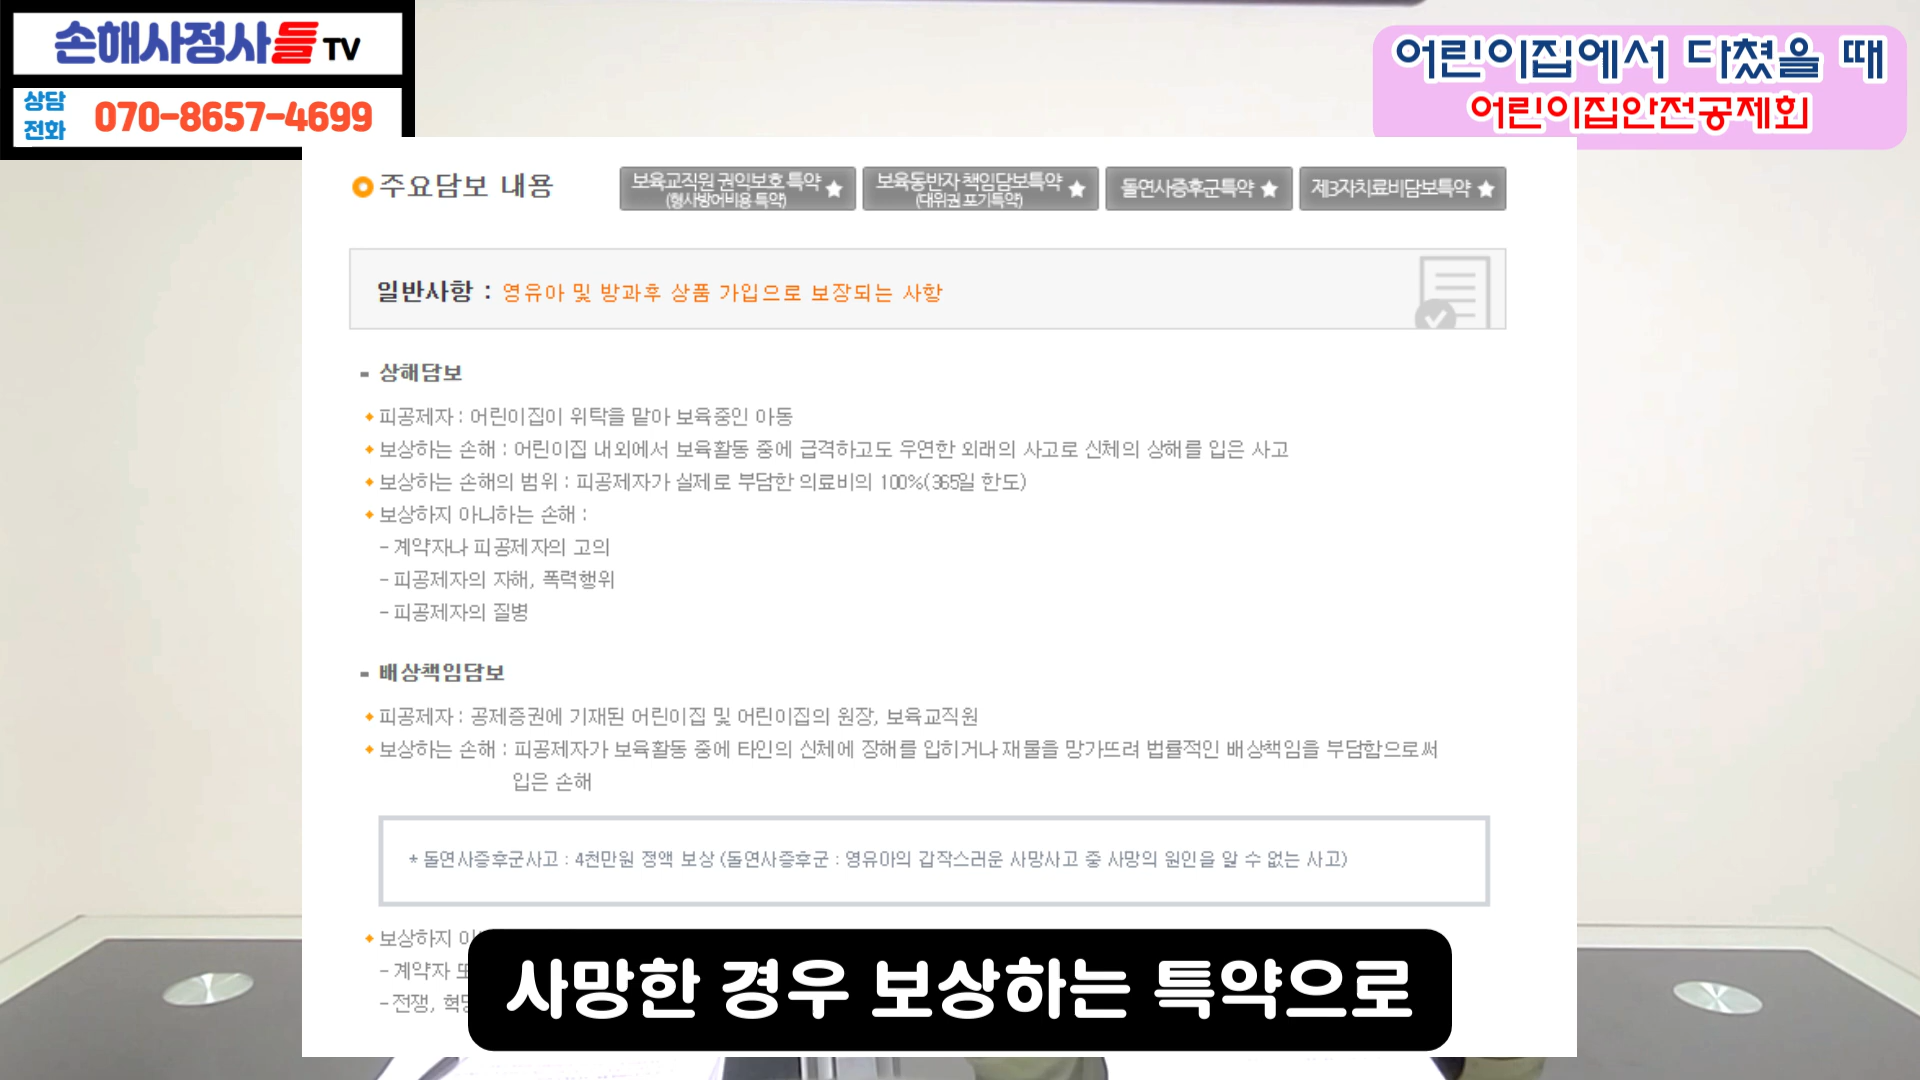 손해사정사들 TV
상담
전화
070-8657-4699
어린이집에서 다쳤을 때
어린이집안전공제회
주요담보 내용
보육교직원 권익보호 특약
(형사방어비용 특약)
보육동반자 책임담보특약
(대위권 포기특약)
돌연사증후군특약
제3자치료비담보특약
일반사항 : 영유아 및 방과후 상품 가입으로 보장되는 사항
- 상해담보
피공제자 : 어린이집이 위탁을 맡아 보육중인 아동
보상하는 손해 : 어린이집 내외에서 보육활동 중에 급격하고도 우연한 외래의 사고로 신체의 상해를 입은 사고
보상하는 손해의 범위 : 피공제자가 실제로 부담한 의료비의 100%(365일 한도)
보상하지 아니하는 손해 :
- 계약자나 피공제자의 고의
- 피공제자의 자해, 폭력행위
- 피공제자의 질병
- 배상책임담보
피공제자 : 공제증권에 기재된 어린이집 및 어린이집의 원장, 보육교직원
보상하는 손해 : 피공제자가 보육활동 중에 타인의 신체에 장해를 입히거나 재물을 망가뜨려 법률적인 배상책임을 부담함으로써
입은 손해
* 돌연사증후군사고 : 4천만원 정액 보상 (돌연사증후군 : 영유아의 갑작스러운 사망사고 중 사망의 원인을 알 수 없는 사고)
보상하지
- 계약자
- 전쟁,
사망한 경우 보상하는 특약으로